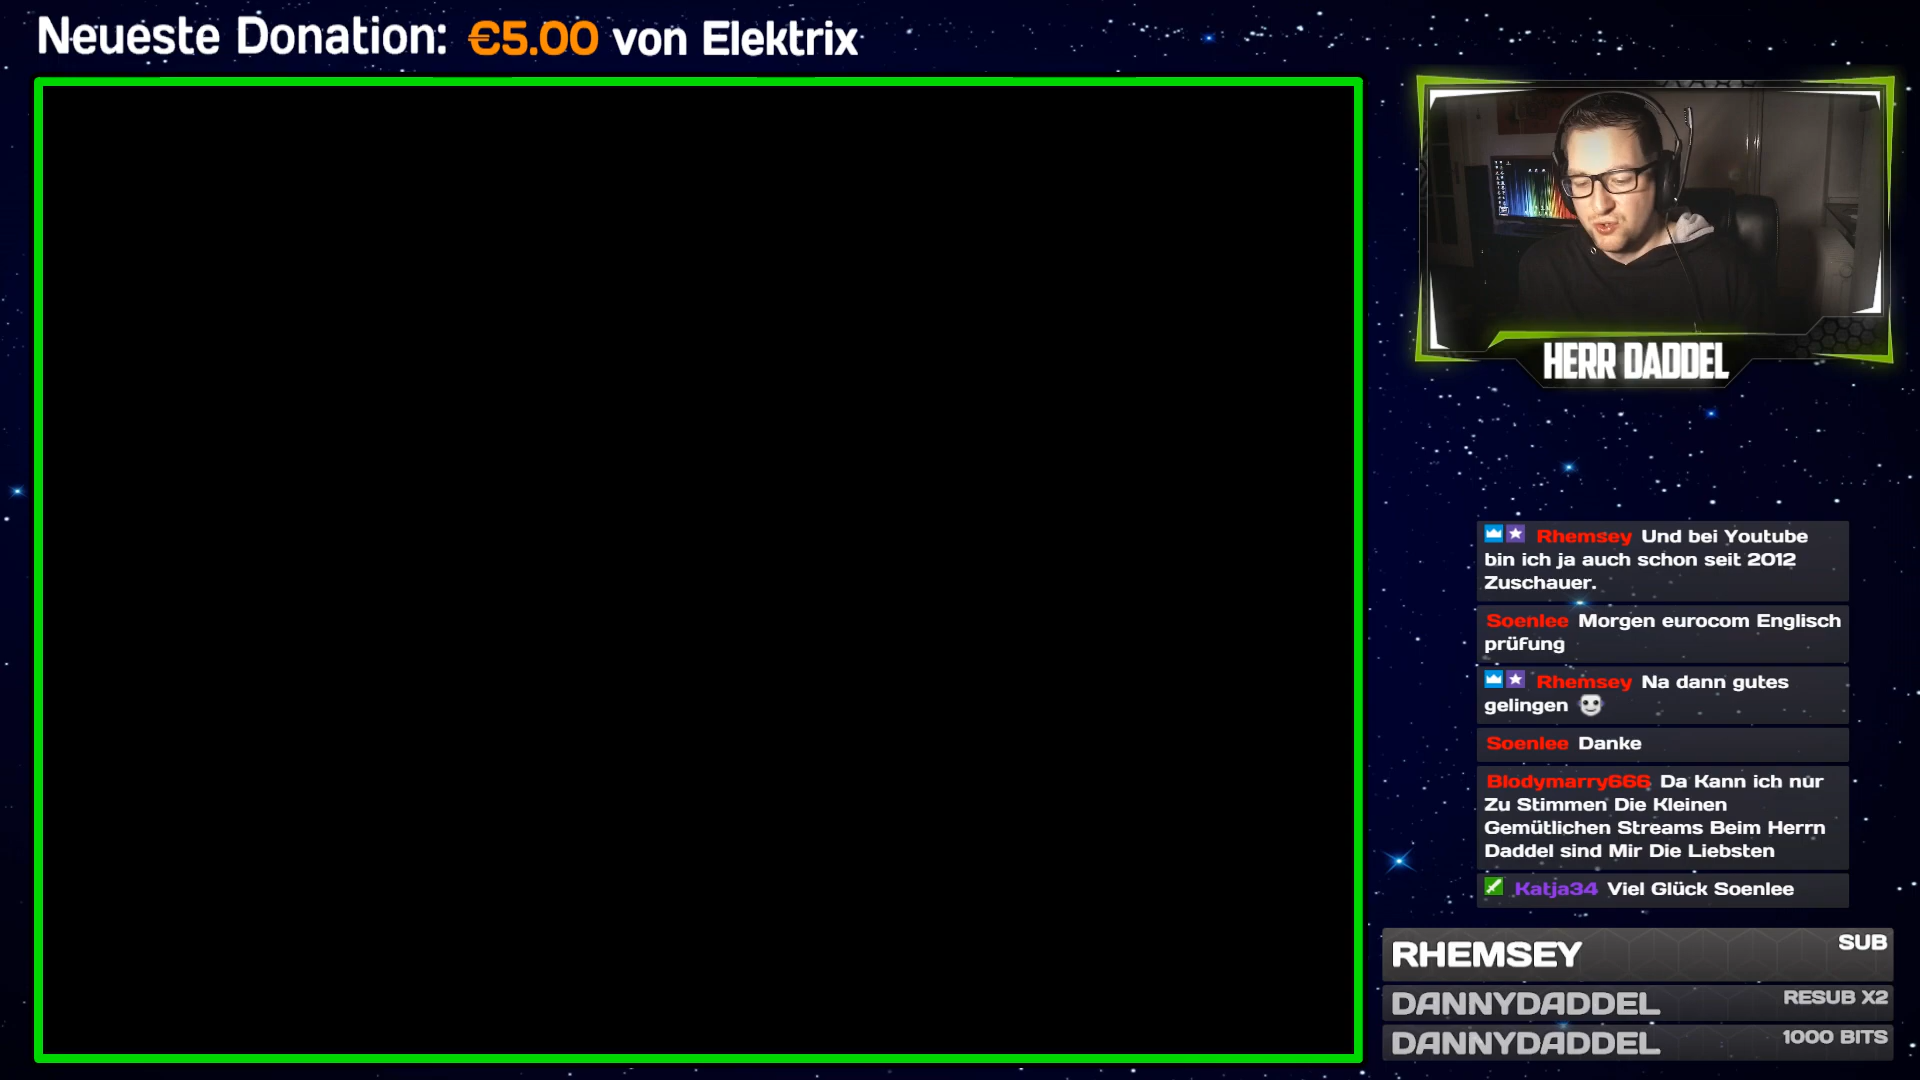 Neueste Donation: €5.00 von Elektrix
HERR DADDEL
Rhemsey Und bei Youtube
bin ich ja auch schon seit 2012
Zuschauer.
Soenlee Morgen eurocom Englisch
prüfung
Rhemsey Na dann gutes
gelingen
Soenlee Danke
Blodymarry666 Da Kann ich nur
Zu Stimmen Die Kleinen
Gemütlichen Streams Beim Herrn
Daddel sind Mir Die Liebsten
Katja34 Viel Glück Soenlee
RHEMSEY SUB
DANNYDADDEL RESUB X2
DANNYDADDEL 1000 BITS